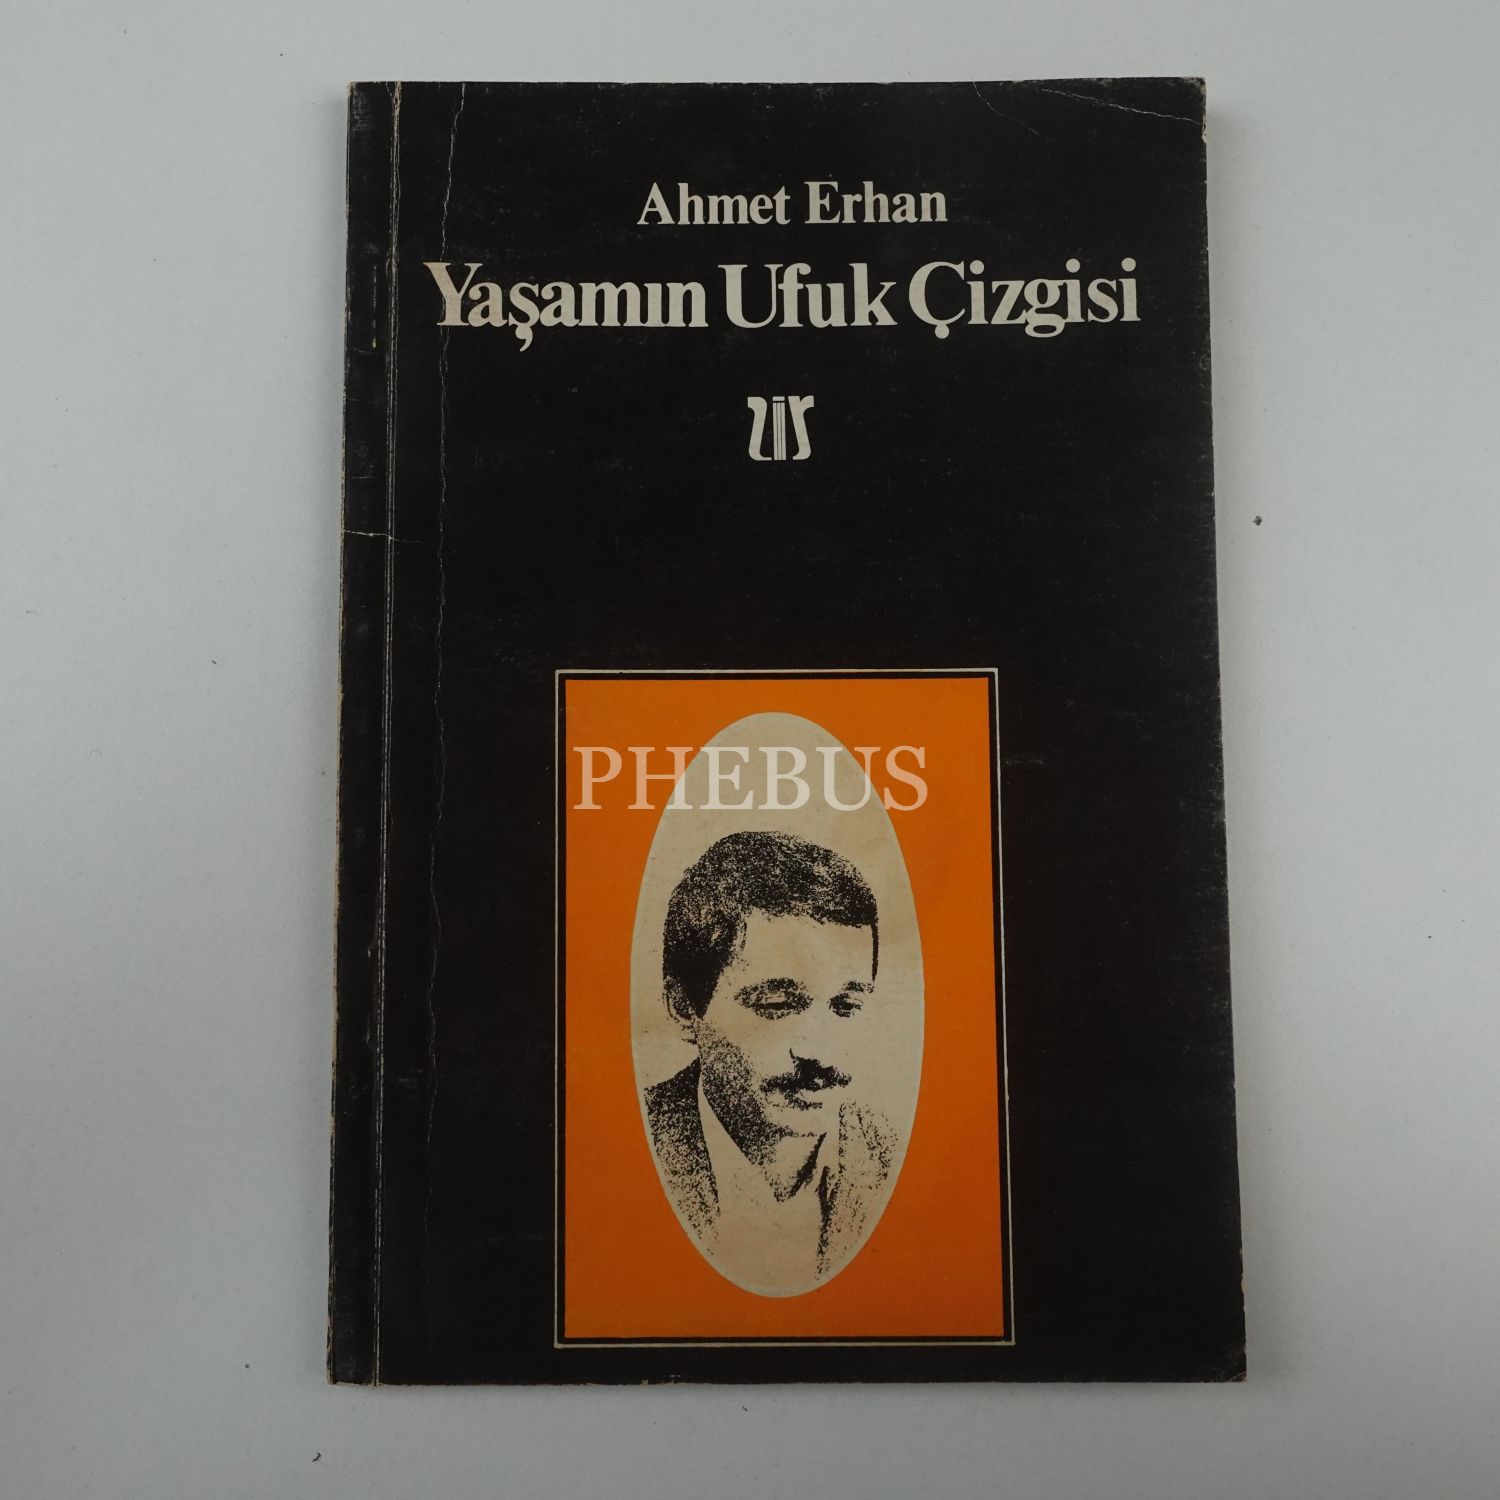 Ahmet Erhan
Yaşamın Ufuk Çizgisi
PHEBUS